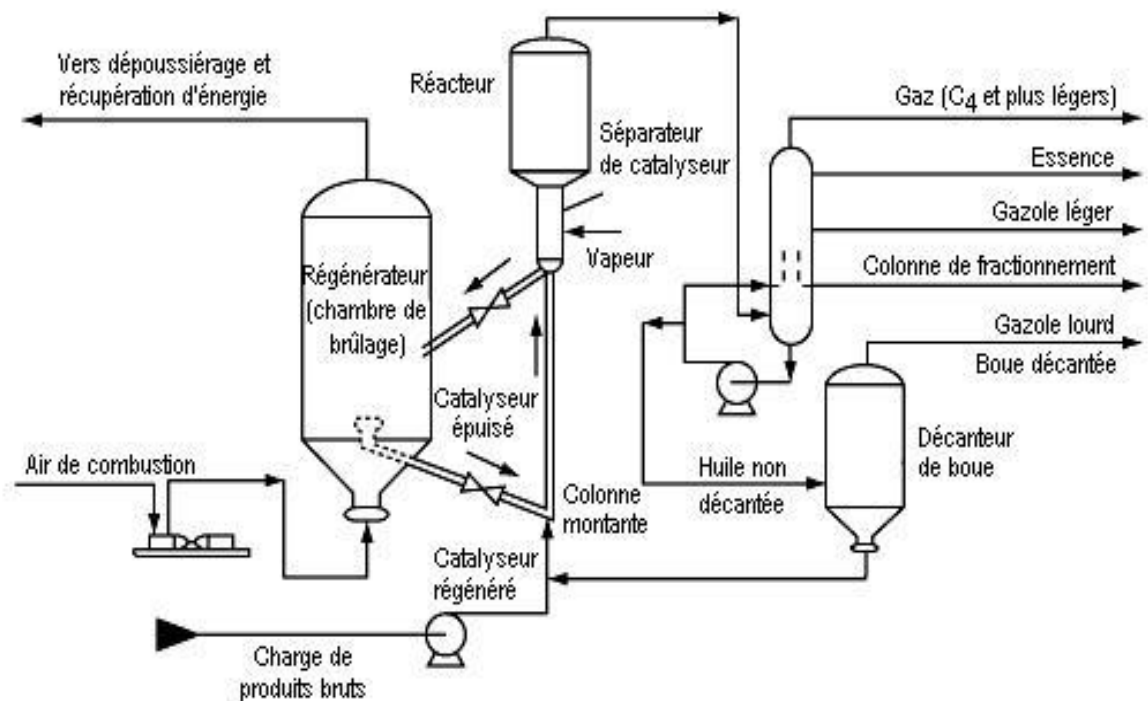 Vers dépoussiérage et
récupération d'énergie
Réacteur
Séparateur
de catalyseur
Vapeur
Régénérateur
(chambre de
brûlage)
Catalyseur
épuisé
Air de combustion
Colonne
montante
Catalyseur
régénéré
Charge de
produits bruts
Gaz (C4 et plus légers)
Essence
Gazole léger
Colonne de fractionnement
Gazole lourd
Boue décantée
Décanteur
de boue
Huile non
décantée